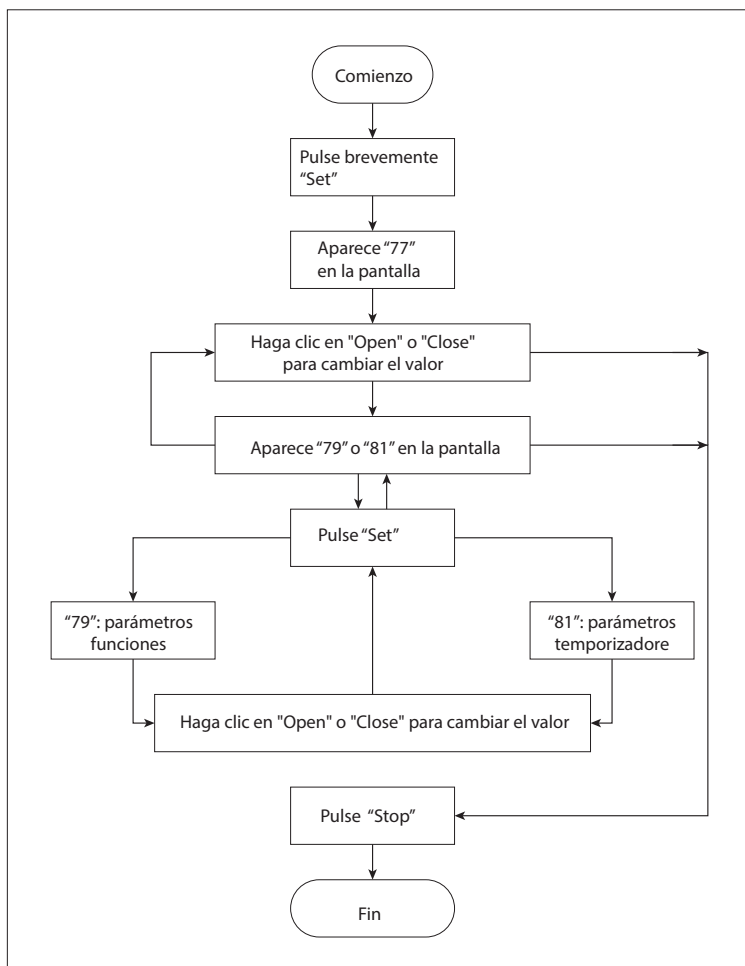 Comienzo
Pulse brevemente
“Set”
Aparece “77”
en la pantalla
Haga clic en "Open" o "Close"
para cambiar el valor
Aparece “79” o “81” en la pantalla
Pulse “Set”
“79”: parámetros
funciones
“81”: parámetros
temporizadore
Haga clic en "Open" o "Close" para cambiar el valor
Pulse “Stop”
Fin